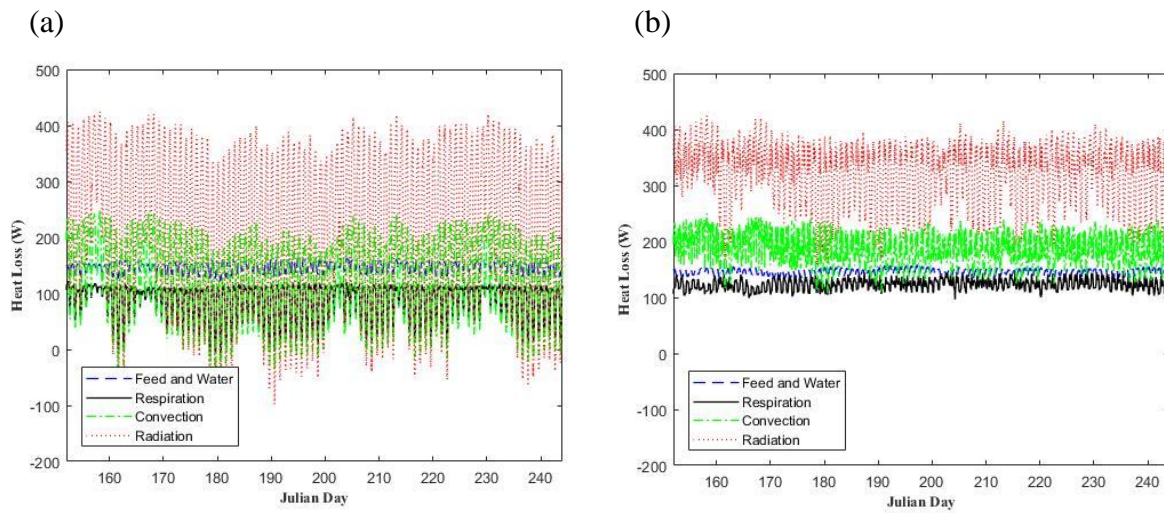 (a)
500
400
300
200
100
0
-100
-200
Heat Loss (W)
Feed and Water
Respiration
Convection
Radiation
160 170 180 190 200 210 220 230 240
Julian Day
(b)
500
400
300
200
100
0
-100
-200
Heat Loss (W)
Feed and Water
Respiration
Convection
Radiation
160 170 180 190 200 210 220 230 240
Julian Day